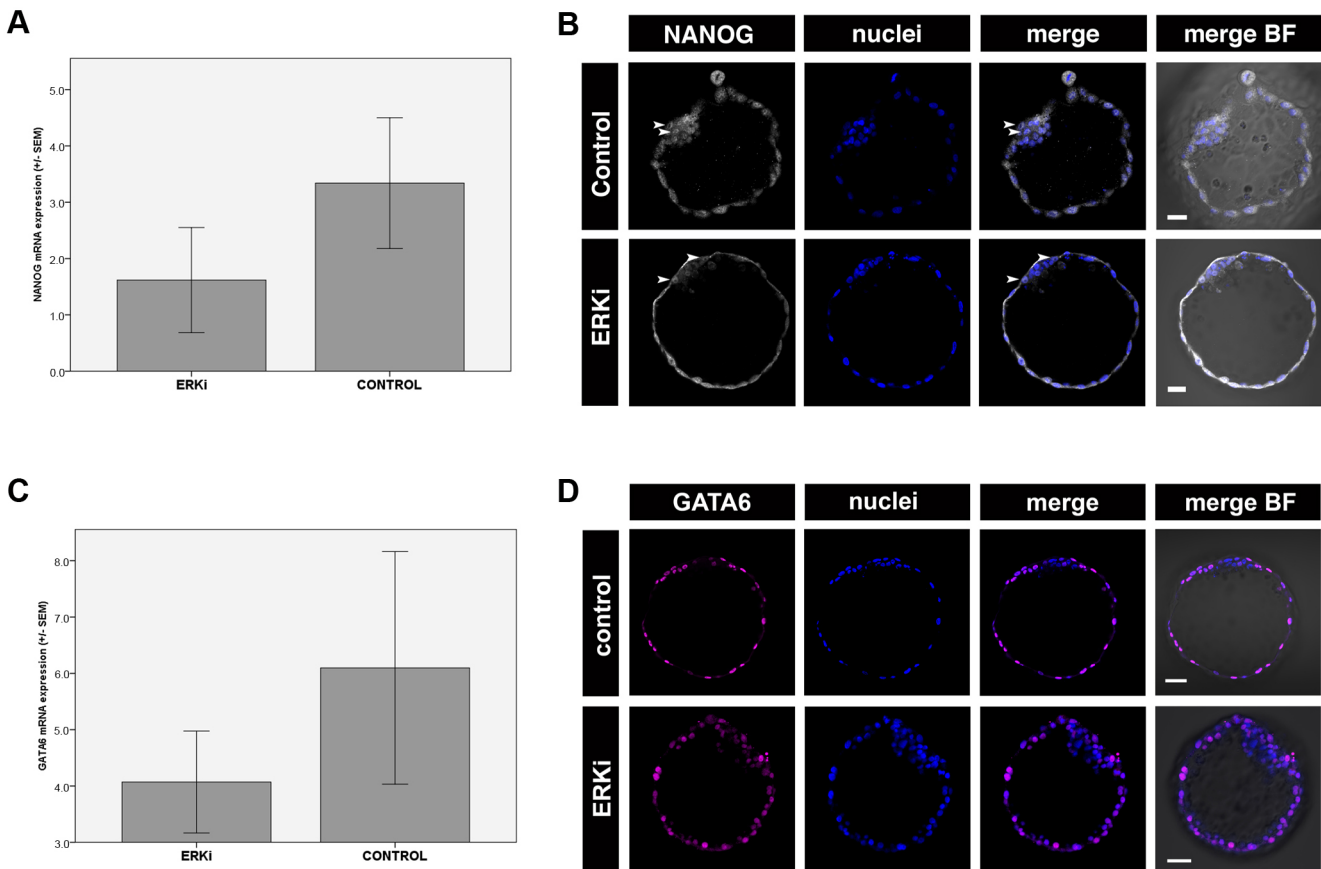 A
5.0
4.0
3.0
2.0
1.0
0.0
NANOG mRNA expression (+/- SEM)
ERKi CONTROL
B
NANOG nuclei merge merge BF
Control
ERKi
C
8.0
7.0
6.0
5.0
4.0
3.0
GATA6 mRNA expression (+/- SEM)
ERKi CONTROL
D
GATA6 nuclei merge merge BF
control
ERKi